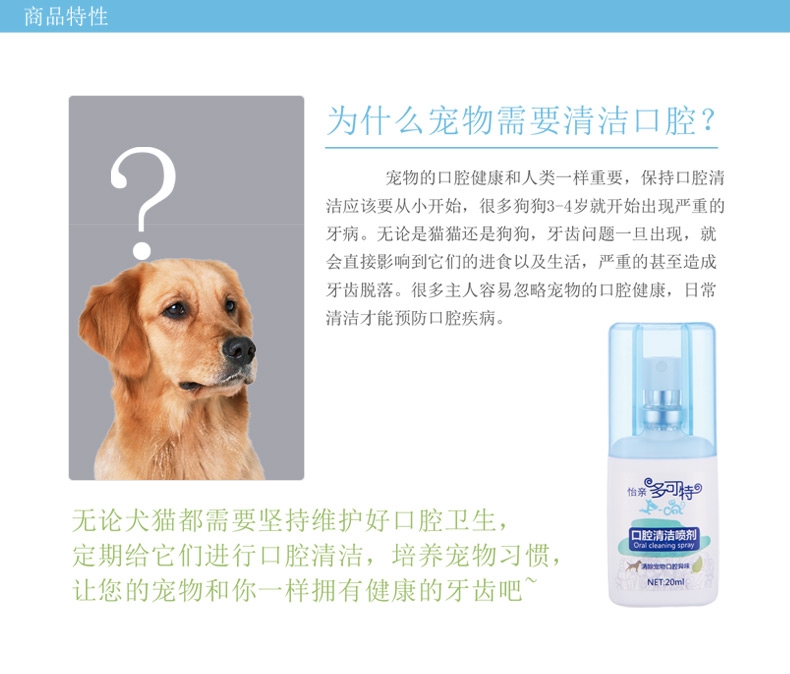 商品特性
?
为什么宠物需要清洁口腔？
宠物的口腔健康和人类一样重要，保持口腔清
洁应该要从小开始，很多狗狗3-4岁就开始出现严重的
牙病。无论是猫猫还是狗狗，牙齿问题一旦出现，就
会直接影响到它们的进食以及生活，严重的甚至造成
牙齿脱落。很多主人容易忽略宠物的口腔健康，日常
清洁才能预防口腔疾病。
怡亲 多可特
口腔清洁喷剂
Oral cleaning spray
清除宠物口腔异味
NET:20ml
无论犬猫都需要坚持维护好口腔卫生，
定期给它们进行口腔清洁，培养宠物习惯，
让您的宠物和你一样拥有健康的牙齿吧~